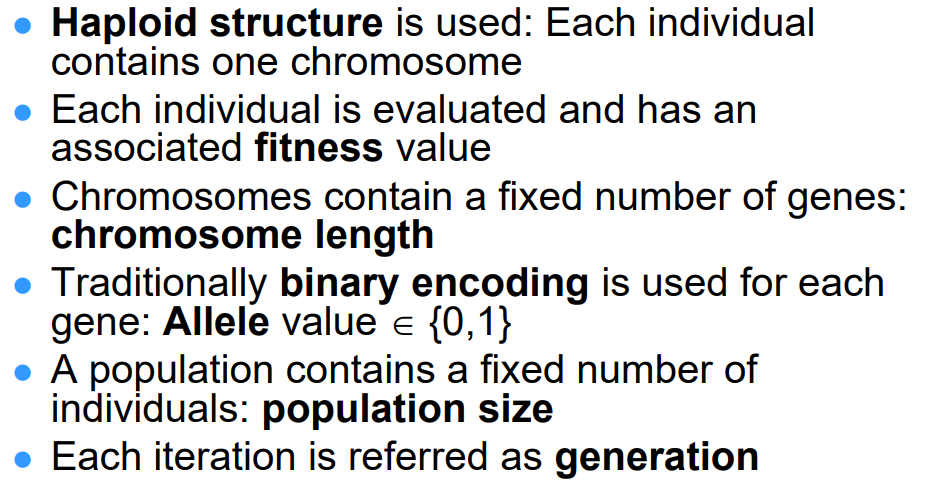 • Haploid structure is used: Each individual
contains one chromosome
• Each individual is evaluated and has an
associated fitness value
• Chromosomes contain a fixed number of genes:
chromosome length
• Traditionally binary encoding is used for each
gene: Allele value ∈ {0,1}
• A population contains a fixed number of
individuals: population size
• Each iteration is referred as generation